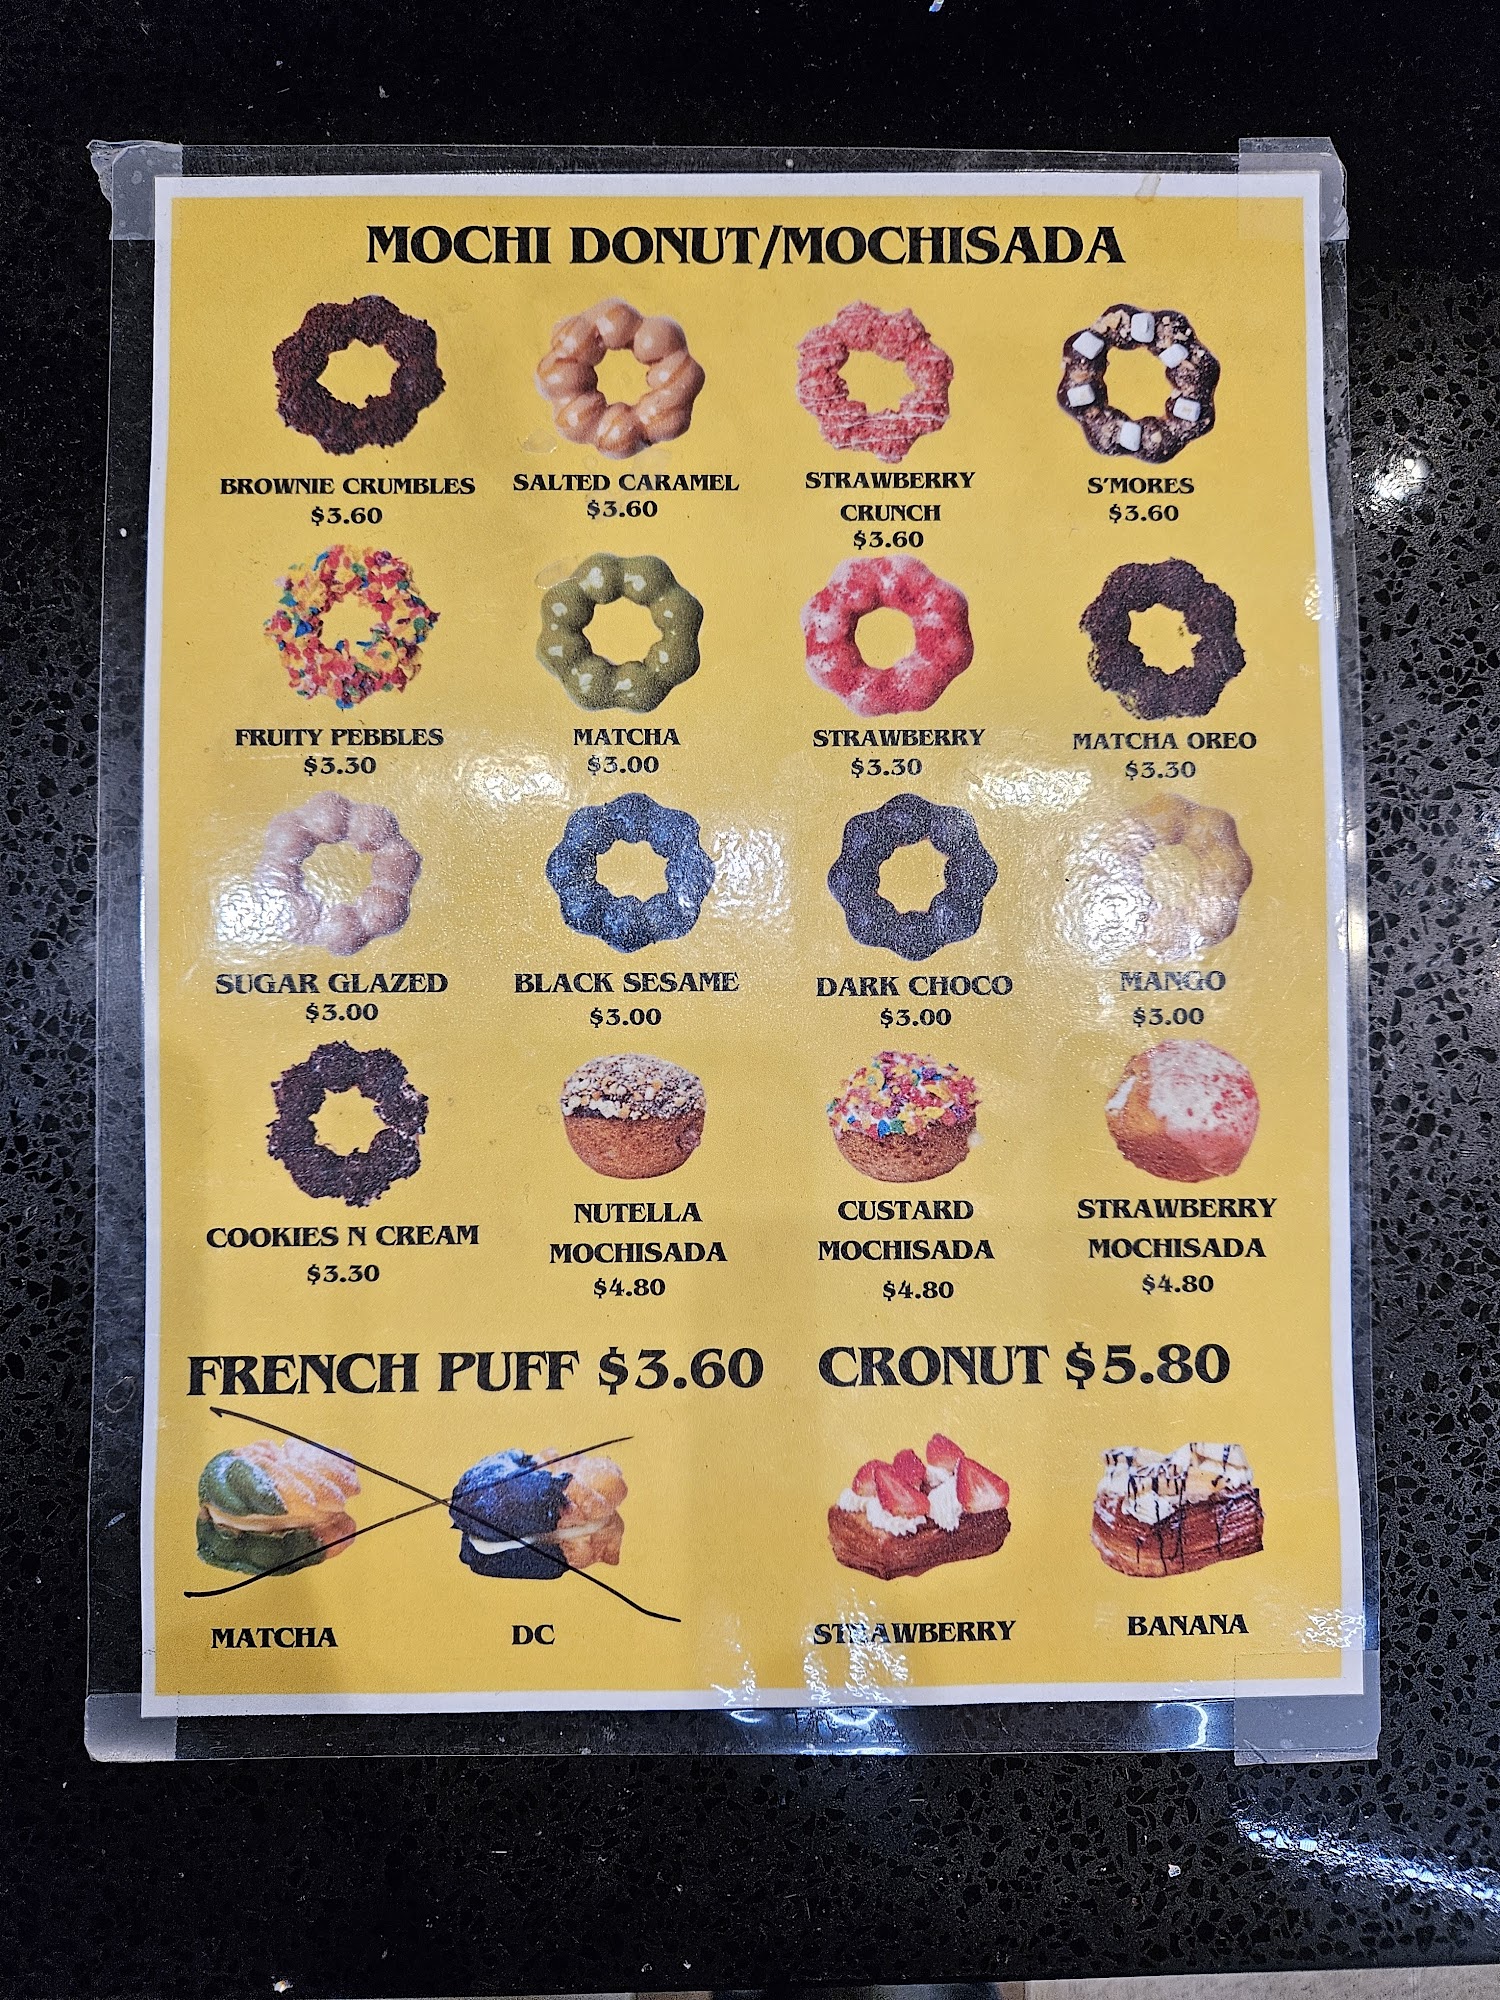 MOCHI DONUT/MOCHISADA
BROWNIE CRUMBLES
$3.60
SALTED CARAMEL
$3.60
STRAWBERRY
CRUNCH
$3.60
S'MORES
$3.60
FRUITY PEBBLES
$3.30
MATCHA
$3.00
STRAWBERRY
$3.30
MATCHA OREO
$3.30
SUGAR GLAZED
$3.00
BLACK SESAME
$3.00
DARK CHOCO
$3.00
MANGO
$3.00
COOKIES N CREAM
$3.30
NUTELLA
MOCHISADA
$4.80
CUSTARD
MOCHISADA
$4.80
STRAWBERRY
MOCHISADA
$4.80
FRENCH PUFF $3.60
MATCHA
DC
CRONUT $5.80
STRAWBERRY
BANANA